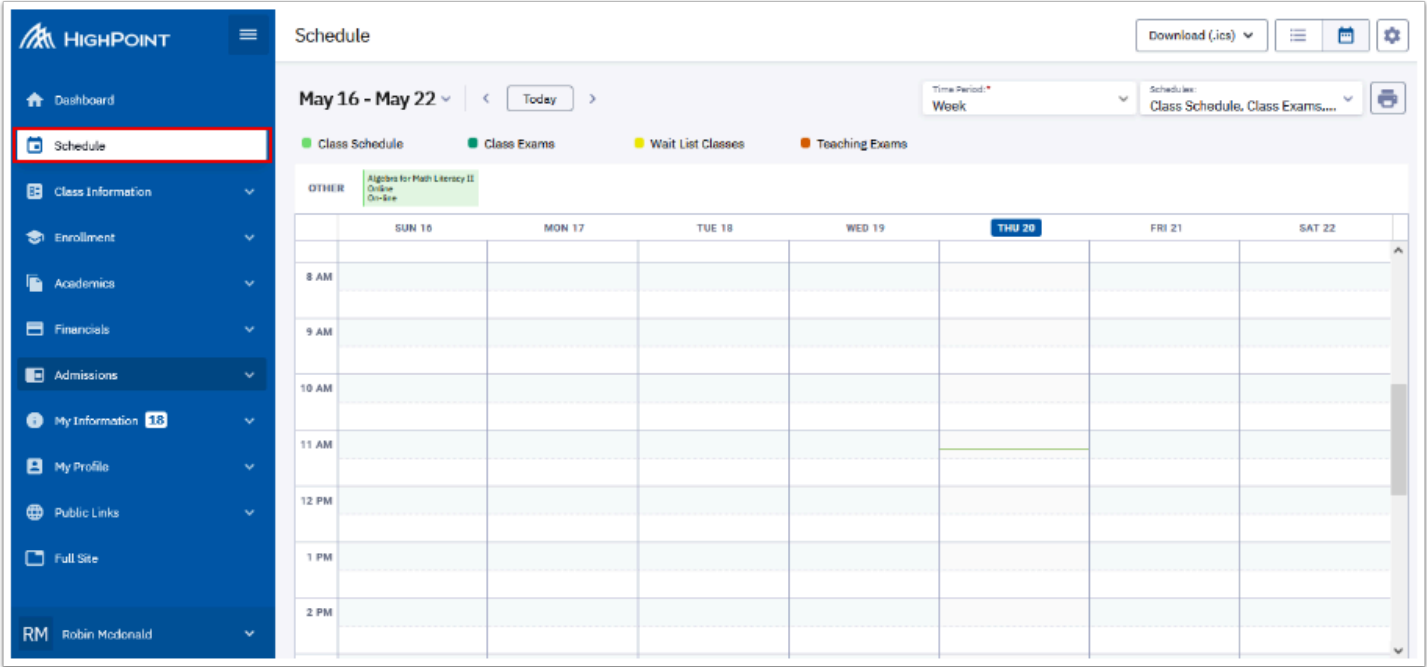 HIGHPOINT
Dashboard
Schedule
Class Information
Enrollment
Academics
Financials
Admissions
My Information 18
My Profile
Public Links
Full Site
RM Robin Mcdonald
Schedule
Download (.ics)
May 16 - May 22
Today
Time Period:*
Week
Schedules:
Class Schedule, Class Exams,....
Class Schedule
Class Exams
Wait List Classes
Teaching Exams
OTHER
Algebra for Math Literacy II
Online
On-line
SUN 16 MON 17 TUE 18 WED 19 THU 20 FRI 21 SAT 22
8 AM
9 AM
10 AM
11 AM
12 PM
1 PM
2 PM